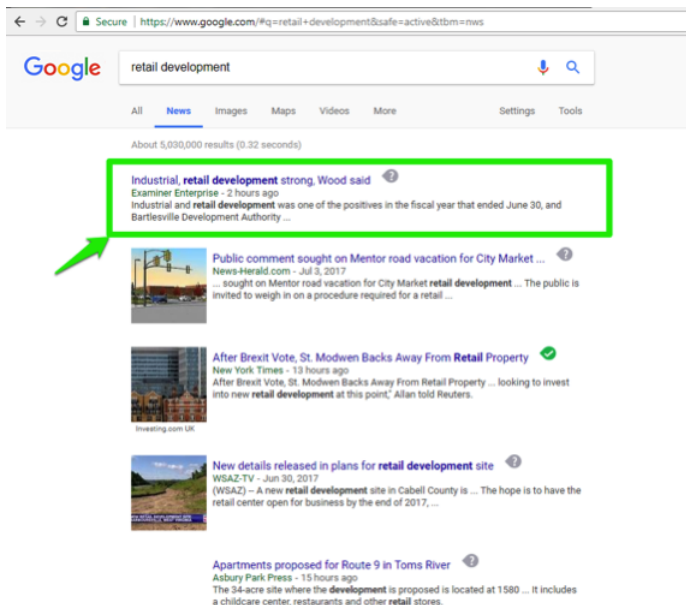 Secure | https://www.google.com/#q=retail+development&safe=active&tbm=nws
Google
retail development
All News Images Maps Videos More Settings Tools
About 5,030,000 results (0.32 seconds)
Industrial, retail development strong, Wood said
Examiner Enterprise - 2 hours ago
Industrial and retail development was one of the positives in the fiscal year that ended June 30, and
Bartlesville Development Authority ...
Public comment sought on Mentor road vacation for City Market ...
News-Herald.com - Jul 3, 2017
... sought on Mentor road vacation for City Market retail development ... The public is
invited to weigh in on a procedure required for a retail ...
After Brexit Vote, St. Modwen Backs Away From Retail Property
New York Times - 13 hours ago
After Brexit Vote, St. Modwen Backs Away From Retail Property ... looking to invest
into new retail development at this point,' Allan told Reuters.
Investing.com UK
New details released in plans for retail development site
WSAZ-TV - Jun 30, 2017
(WSAZ) -- A new retail development site in Cabell County is ... The hope is to have the
retail center open for business by the end of 2017, ...
Apartments proposed for Route 9 in Toms River
Asbury Park Press - 15 hours ago
The 34-acre site where the development is proposed is located at 1580 ... It includes
a childcare center, restaurants and other retail stores.